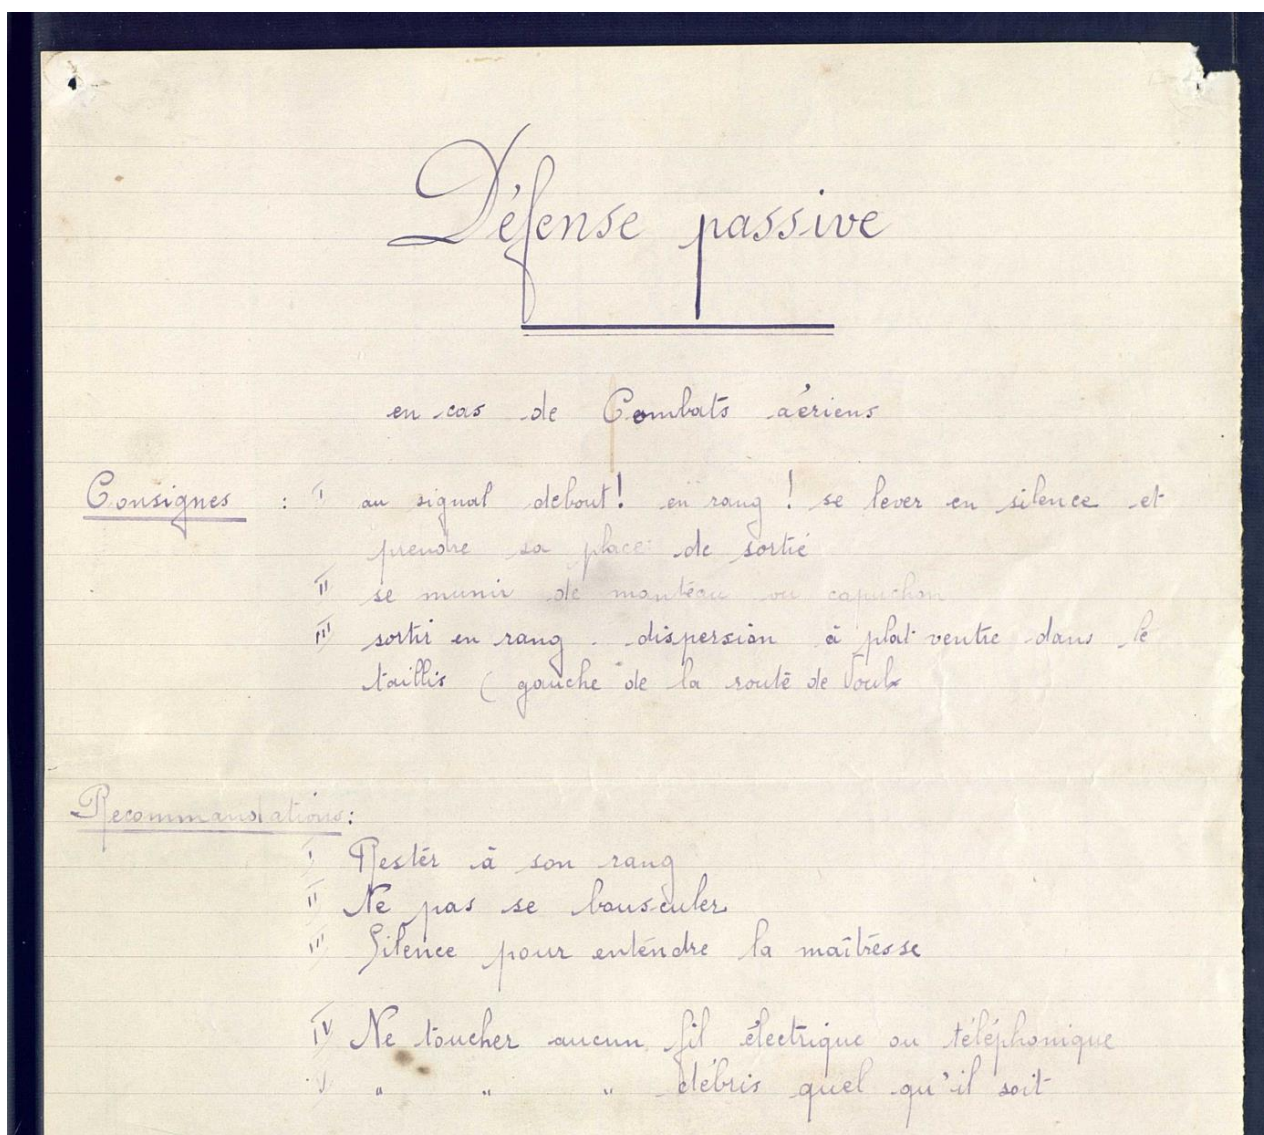 Défense passive
en cas de Combats aériens
Consignes : I au signal debout ! en rang ! se lever en silence et
prendre sa place de sortie
II se munir de manteau ou capuchon
III sortir en rang . dispersion à plat ventre dans le
taillis ( gauche de la route de
Recommandations :
I Rester à son rang
II Ne pas se bousculer
III Silence pour entendre la maîtresse
IV Ne toucher aucun fil électrique ou téléphonique
V " " " débris quel qu'il soit